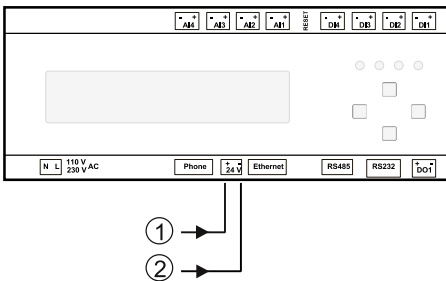 - + AI4 - + AI3 - + AI2 - + AI1 RESET - + DI4 - + DI3 - + DI2 - + DI1
N L 110 V 230 V AC Phone + - 24 V Ethernet RS485 RS232 + - DO1
1
2